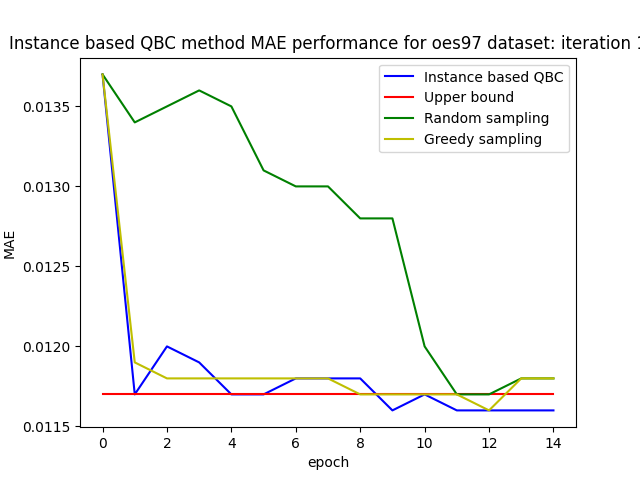 Instance based QBC method MAE performance for oes97 dataset: iteration 1
Instance based QBC
Upper bound
Random sampling
Greedy sampling
MAE
0.0135
0.0130
0.0125
0.0120
0.0115
0 2 4 6 8 10 12 14
epoch